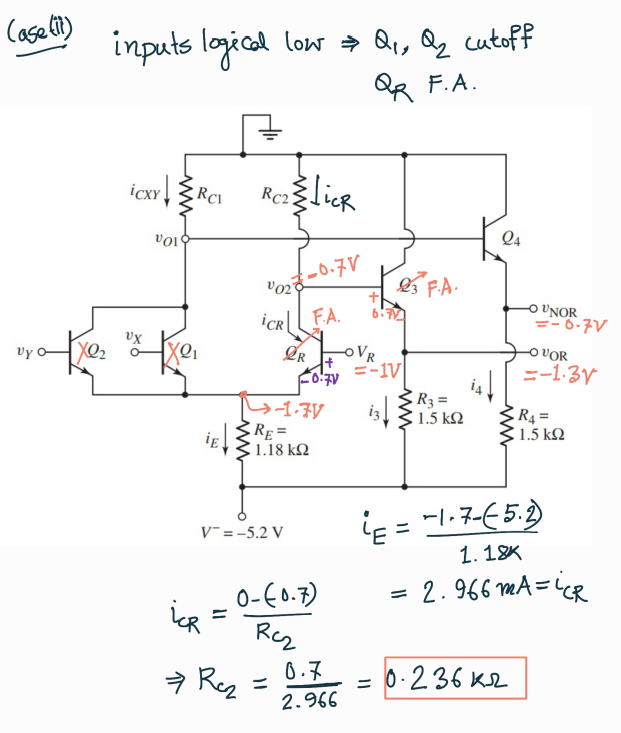 Case(ii)
inputs logical low ⇒ Q1, Q2 cutoff
QR F.A.
iCXY
RC1
RC2
iCR
vO1
Q4
vO2
= -0.7V
Q3
F.A.
+
0.7V
-
vNOR
= -0.7V
iCR
F.A.
vY
Q2
vX
Q1
QR
VR
= -1V
+
-0.7V
vOR
= -1.3V
-1.7V
iE
RE =
1.18 kΩ
i3
R3 =
1.5 kΩ
i4
R4 =
1.5 kΩ
V⁻ = −5.2 V
iE = -1.7-(-5.2) / 1.18K
= 2.966 mA = iCR
iCR = 0-(-0.7) / RC2
⇒ RC2 = 0.7 / 2.966 = 0.236 KΩ